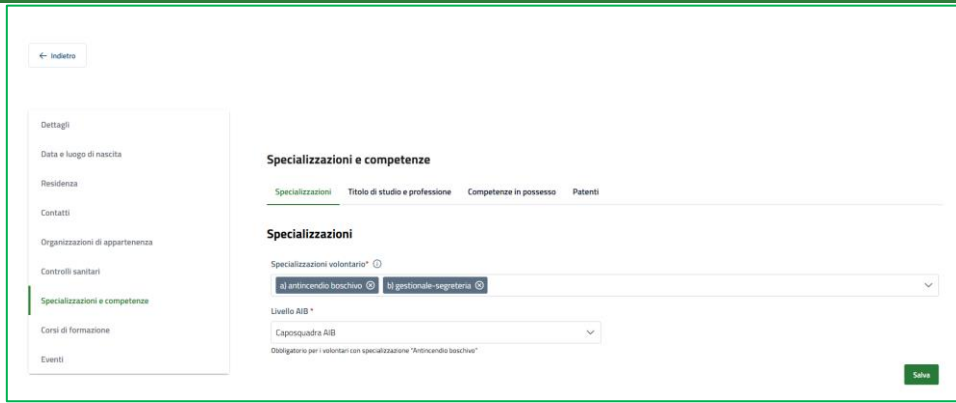 ← Indietro
Dettagli
Data e luogo di nascita
Residenza
Contatti
Organizzazioni di appartenenza
Controlli sanitari
Specializzazioni e competenze
Corsi di formazione
Eventi
Specializzazioni e competenze
Specializzazioni Titolo di studio e professione Competenze in possesso Patenti
Specializzazioni
Specializzazioni volontario*
a) antincendio boschivo b) gestionale-segreteria
Livello AIB *
Caposquadra AIB
Obbligatorio per i volontari con specializzazione "Antincendio boschivo"
Salva